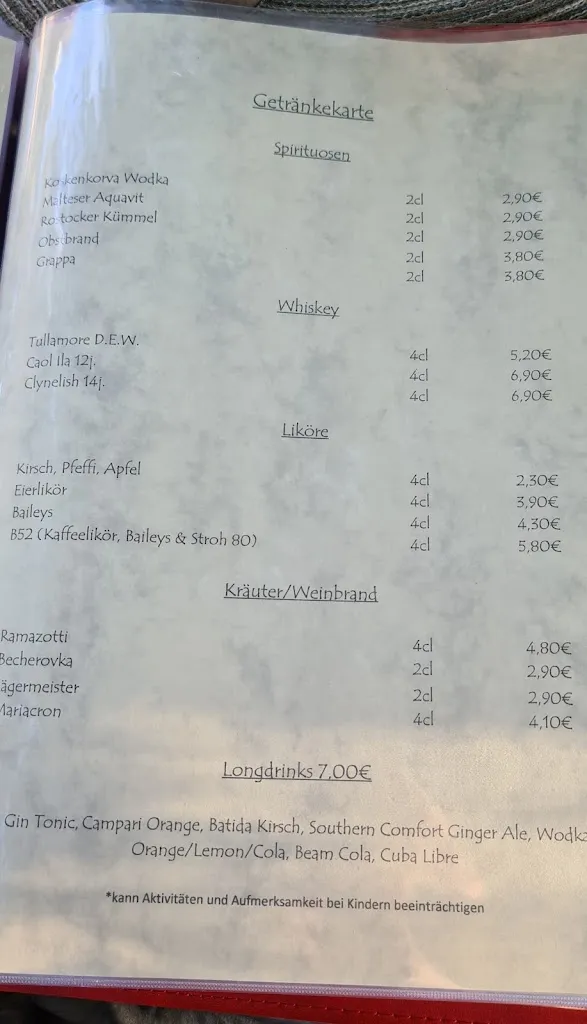 Getränkekarte
Spirituosen
Koskenkorva Wodka 2cl 2,90€
Malteser Aquavit 2cl 2,90€
Rostocker Kümmel 2cl 2,90€
Obstbrand 2cl 3,80€
Grappa 2cl 3,80€
Whiskey
Tullamore D.E.W. 4cl 5,20€
Caol Ila 12j. 4cl 6,90€
Clynelish 14j. 4cl 6,90€
Liköre
Kirsch, Pfeffi, Apfel 4cl 2,30€
Eierlikör 4cl 3,90€
Baileys 4cl 4,30€
B52 (Kaffeelikör, Baileys & Stroh 80) 4cl 5,80€
Kräuter/Weinbrand
Ramazotti 4cl 4,80€
Becherovka 2cl 2,90€
ägermeister 2cl 2,90€
Mariacron 4cl 4,10€
Longdrinks 7,00€
Gin Tonic, Campari Orange, Batida Kirsch, Southern Comfort Ginger Ale, Wodka
Orange/Lemon/Cola, Beam Cola, Cuba Libre
*kann Aktivitäten und Aufmerksamkeit bei Kindern beeinträchtigen